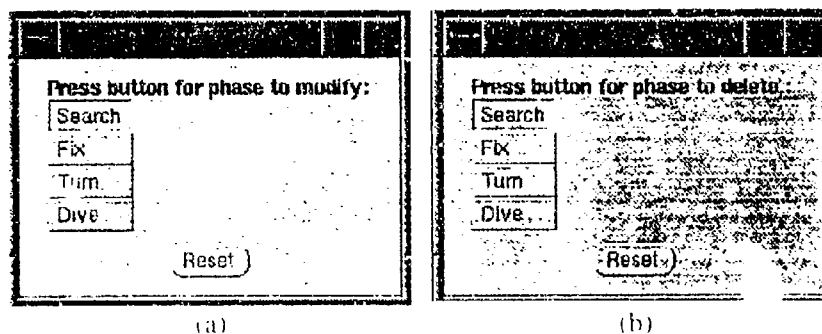 Press button for phase to modify:
Search
Fix
Turn
Dive
Reset
(a)
Press button for phase to delete:
Search
Fix
Turn
Dive
Reset
(b)